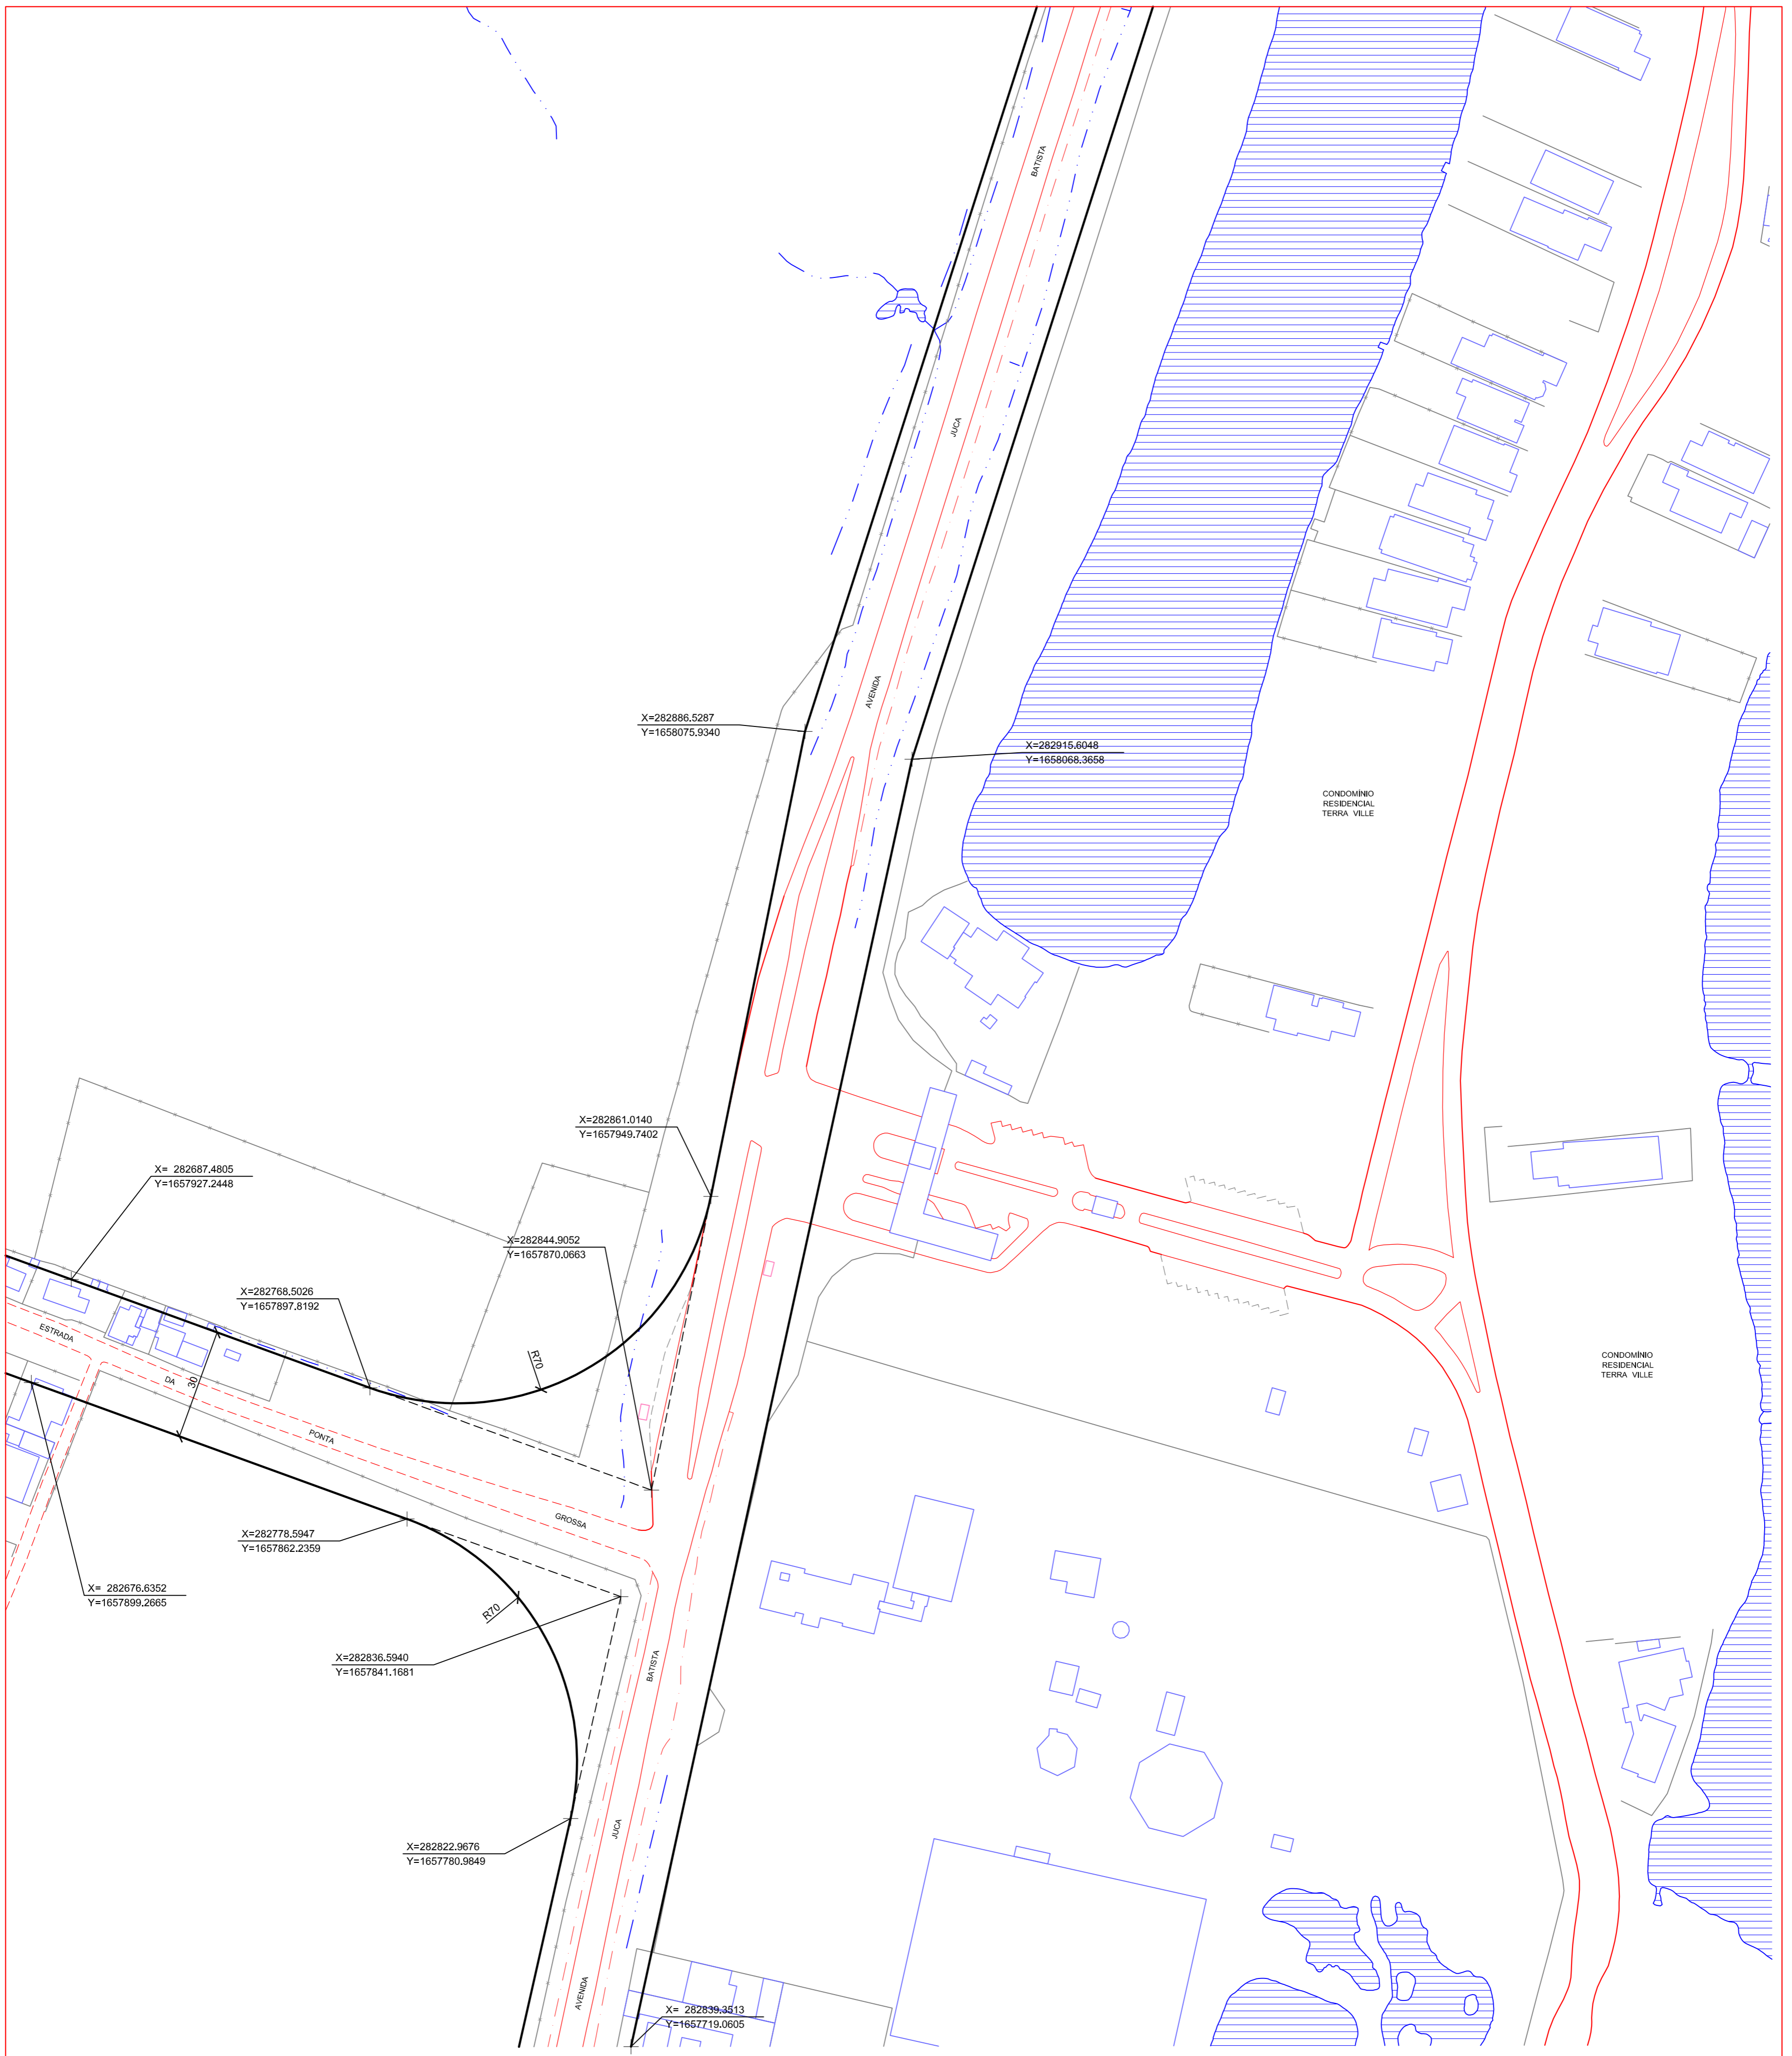 BATISTA
JUCA
AVENIDA
X=282886.5287
Y=1658075.9340
X=282915.6048
Y=1658068.3658
CONDOMÍNIO
RESIDENCIAL
TERRA VILLE
X=282861.0140
Y=1657949.7402
X= 282687.4805
Y=1657927.2448
X=282844.9052
Y=1657870.0663
X=282768.5026
Y=1657897.8192
ESTRADA
DA
30
R70
PONTA
GROSSA
CONDOMÍNIO
RESIDENCIAL
TERRA VILLE
X=282778.5947
Y=1657862.2359
X= 282676.6352
Y=1657899.2665
R70
X=282836.5940
Y=1657841.1681
BATISTA
JUCA
X=282822.9676
Y=1657780.9849
AVENIDA
X= 282839.3513
Y=1657719.0605